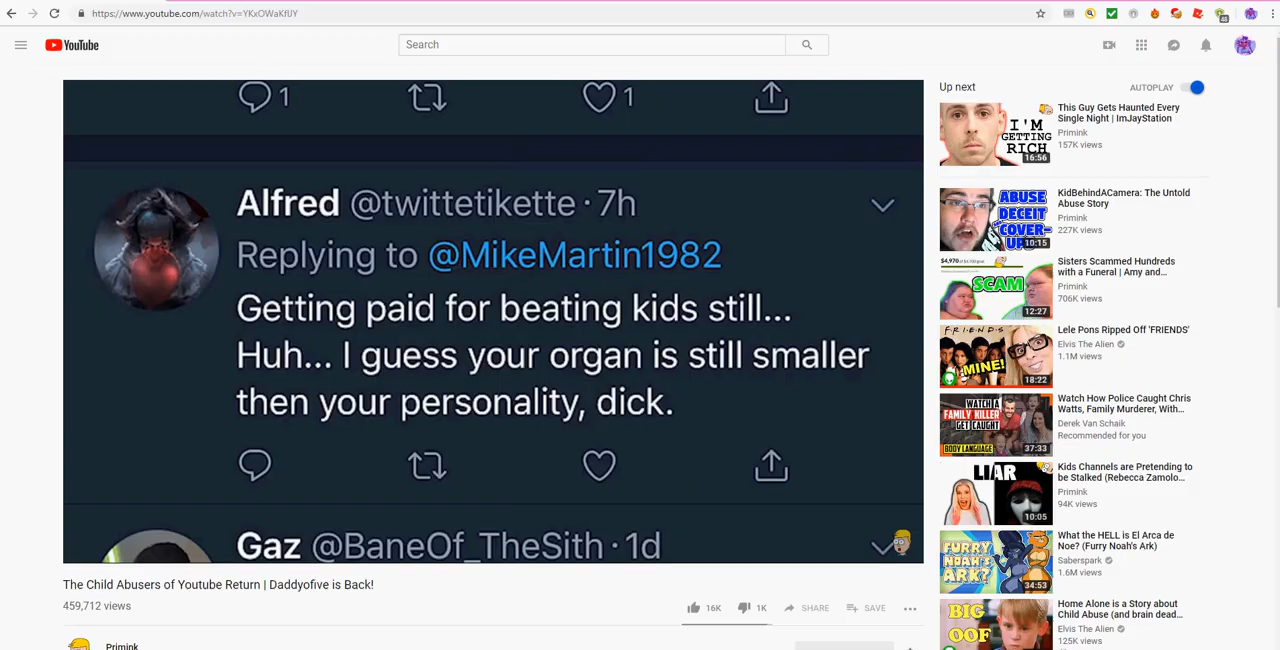 https://www.youtube.com/watch?v=YKxOWaKfIJY
48
YouTube
Search
1
1
Alfred @twittetikette · 7h
Replying to @MikeMartin1982
Getting paid for beating kids still...
Huh... I guess your organ is still smaller
then your personality, dick.
Gaz @BaneOf_TheSith · 1d
The Child Abusers of Youtube Return | Daddyofive is Back!
459,712 views
16K
1K
SHARE
SAVE
Primink
Up next
AUTOPLAY
I'M
GETTING
RICH
16:56
This Guy Gets Haunted Every
Single Night | ImJayStation
Primink
157K views
ABUSE
DECEIT
COVER-
UP
10:15
KidBehindACamera: The Untold
Abuse Story
Primink
227K views
$4,970
SCAM
12:27
Sisters Scammed Hundreds
with a Funeral | Amy and...
Primink
706K views
FRIENDS
MINE!
18:22
Lele Pons Ripped Off 'FRIENDS'
Elvis The Alien
1.1M views
WATCH A
FAMILY KILLER
GET CAUGHT
BODY LANGUAGE
37:33
Watch How Police Caught Chris
Watts, Family Murderer, With...
Derek Van Schaik
Recommended for you
LIAR
10:05
Kids Channels are Pretending to
be Stalked (Rebecca Zamolo...
Primink
94K views
FURRY
NOAH'S
ARK?
34:53
What the HELL is El Arca de
Noe? (Furry Noah's Ark)
Saberspark
1.6M views
BIG
OOF
Home Alone is a Story about
Child Abuse (and brain dead...
Elvis The Alien
125K views